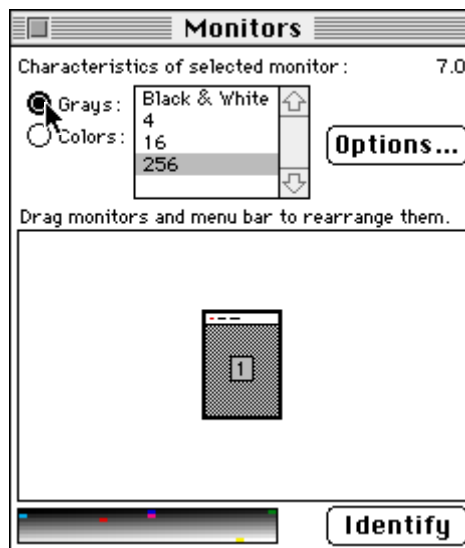 Monitors
Characteristics of selected monitor: 7.0
Grays:
Colors:
Black & White
4
16
256
Options...
Drag monitors and menu bar to rearrange them.
1
Identify